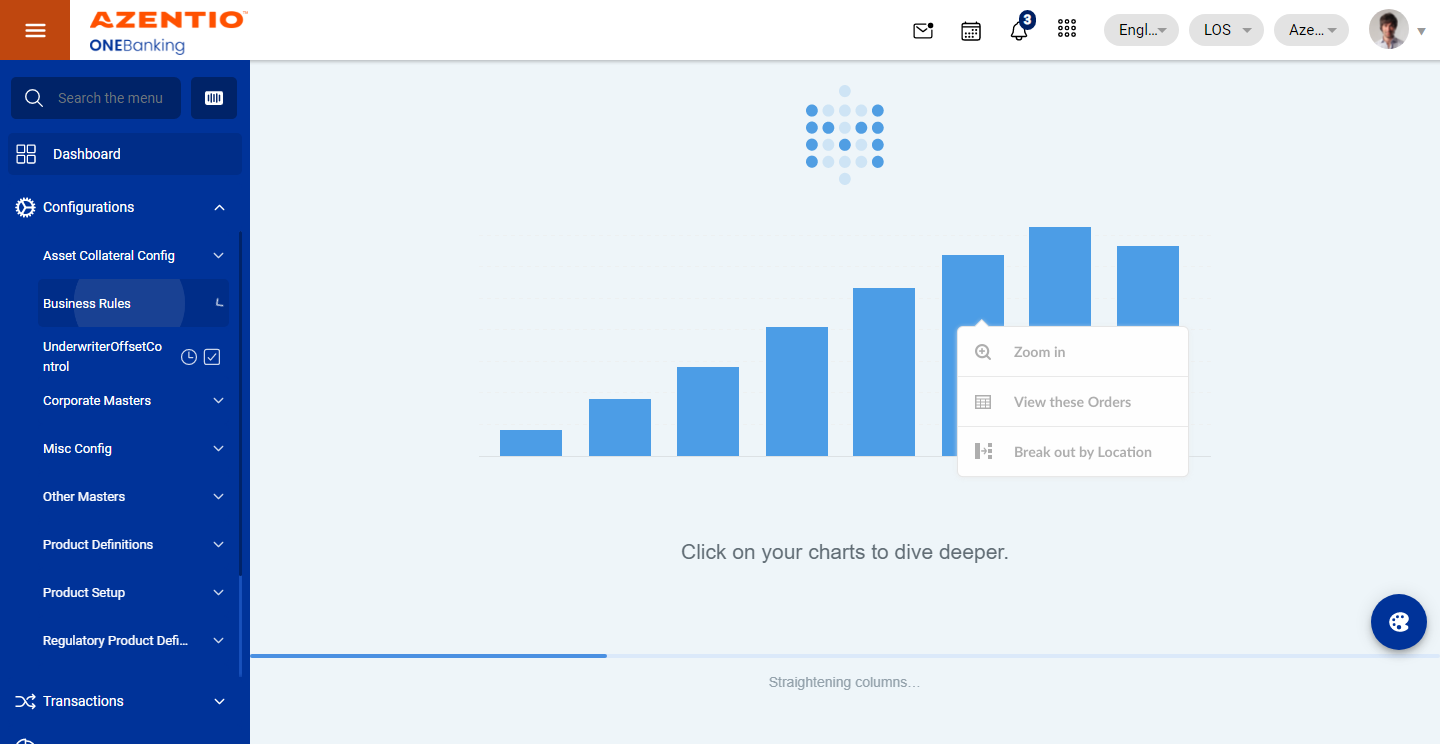 AZENTIO™
ONEBanking
3
Engl...
LOS
Aze...
Search the menu
Dashboard
Configurations
Asset Collateral Config
Business Rules
UnderwriterOffsetCo
ntrol
Corporate Masters
Misc Config
Other Masters
Product Definitions
Product Setup
Regulatory Product Defi...
Transactions
Zoom in
View these Orders
Break out by Location
Click on your charts to dive deeper.
Straightening columns...